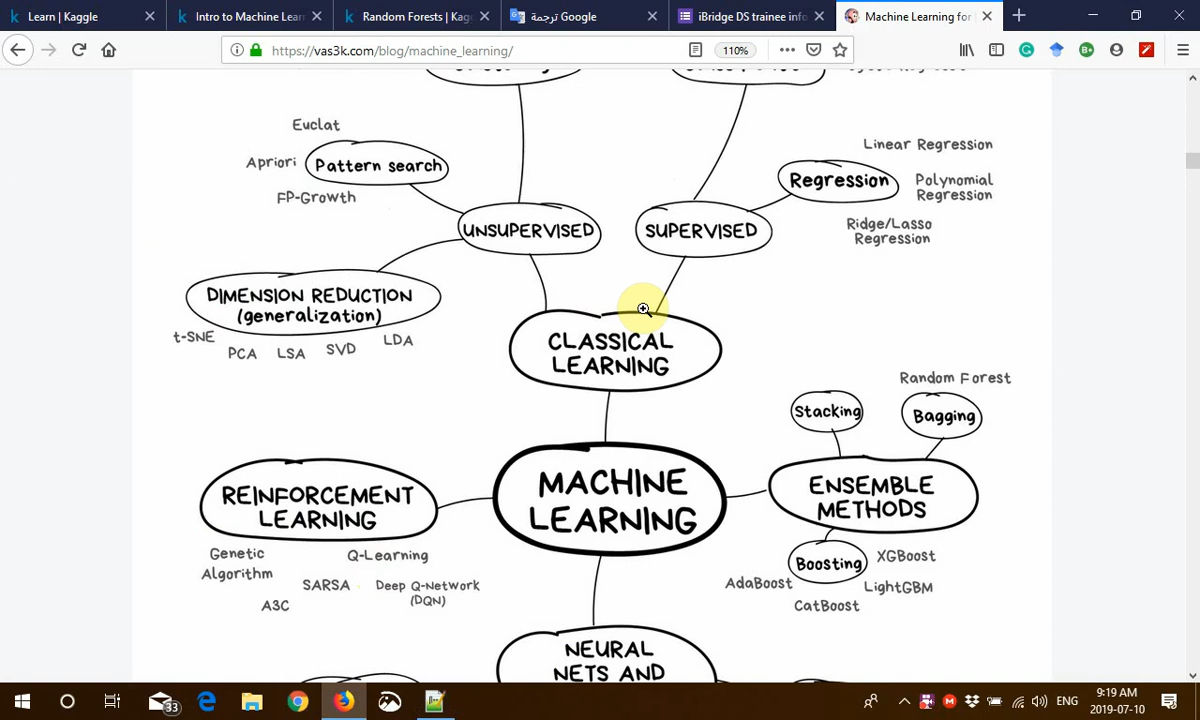 Learn | Kaggle
Intro to Machine Lear
Random Forests | Kagg
ترجمة Google
iBridge DS trainee info
Machine Learning for
https://vas3k.com/blog/machine_learning/
110%
Euclat
Apriori
Pattern search
FP-Growth
Linear Regression
Regression
Polynomial
Regression
Ridge/Lasso
Regression
UNSUPERVISED
SUPERVISED
DIMENSION REDUCTION
(generalization)
t-SNE
PCA
LSA
SVD
LDA
CLASSICAL
LEARNING
Random Forest
Stacking
Bagging
MACHINE
LEARNING
REINFORCEMENT
LEARNING
ENSEMBLE
METHODS
Genetic
Algorithm
Q-Learning
SARSA
Deep Q-Network
(DQN)
A3C
Boosting
XGBoost
AdaBoost
LightGBM
CatBoost
NEURAL
NETS AND
33
ENG
9:19 AM
2019-07-10